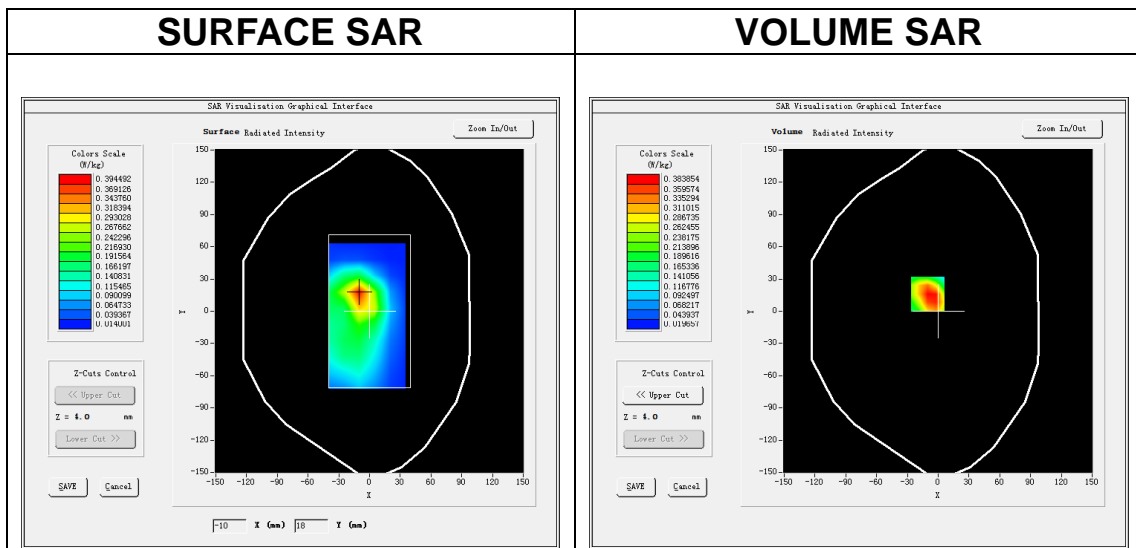 SURFACE SAR
VOLUME SAR
SAR Visualisation Graphical Interface
Surface Radiated Intensity
Zoom In/Out
Colors Scale
(W/kg)
0.394492
0.369126
0.343760
0.318394
0.293028
0.267662
0.242296
0.216930
0.191564
0.166197
0.140831
0.115465
0.090099
0.064733
0.039367
0.014001
Z-Cuts Control
<< Upper Cut
Z = 4.0 mm
Lower Cut >>
SAVE Cancel
150
120
90
60
30
0
-30
-60
-90
-120
-150
Y
-150 -120 -90 -60 -30 0 30 60 90 120 150
X
-10 X (mm) 18 Y (mm)
SAR Visualisation Graphical Interface
Volume Radiated Intensity
Zoom In/Out
Colors Scale
(W/kg)
0.383854
0.359574
0.335294
0.311015
0.286735
0.262455
0.238175
0.213896
0.189616
0.165336
0.141056
0.116776
0.092497
0.068217
0.043937
0.019657
Z-Cuts Control
<< Upper Cut
Z = 4.0 mm
Lower Cut >>
SAVE Cancel
150
120
90
60
30
0
-30
-60
-90
-120
-150
Y
-150 -120 -90 -60 -30 0 30 60 90 120 150
X